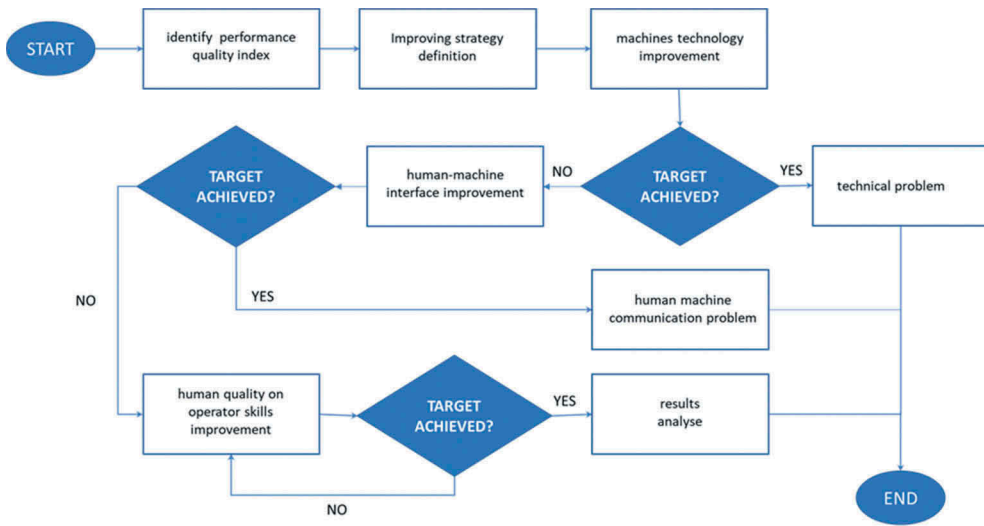 START
identify performance
quality index
Improving strategy
definition
machines technology
improvement
TARGET
ACHIEVED?
YES
technical problem
NO
human-machine
interface improvement
TARGET
ACHIEVED?
YES
human machine
communication problem
NO
human quality on
operator skills
improvement
TARGET
ACHIEVED?
YES
results
analyse
NO
END